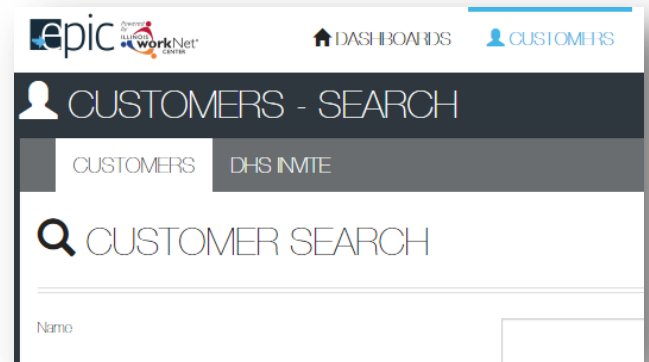 epic Powered by ILLINOIS workNet CENTER
DASHBOARDS CUSTOMERS
CUSTOMERS - SEARCH
CUSTOMERS DHS INVITE
CUSTOMER SEARCH
Name